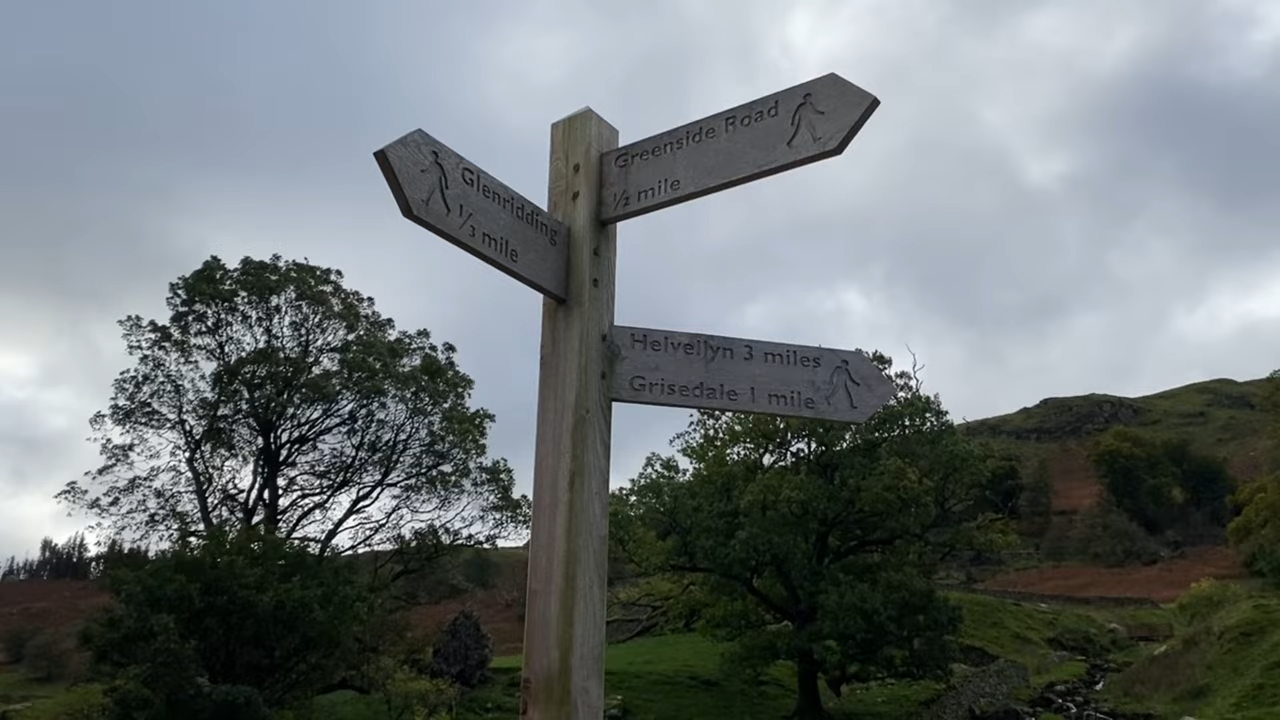 Glenridding
1/3 mile
Greenside Road
1/2 mile
Helvellyn 3 miles
Grisedale 1 mile